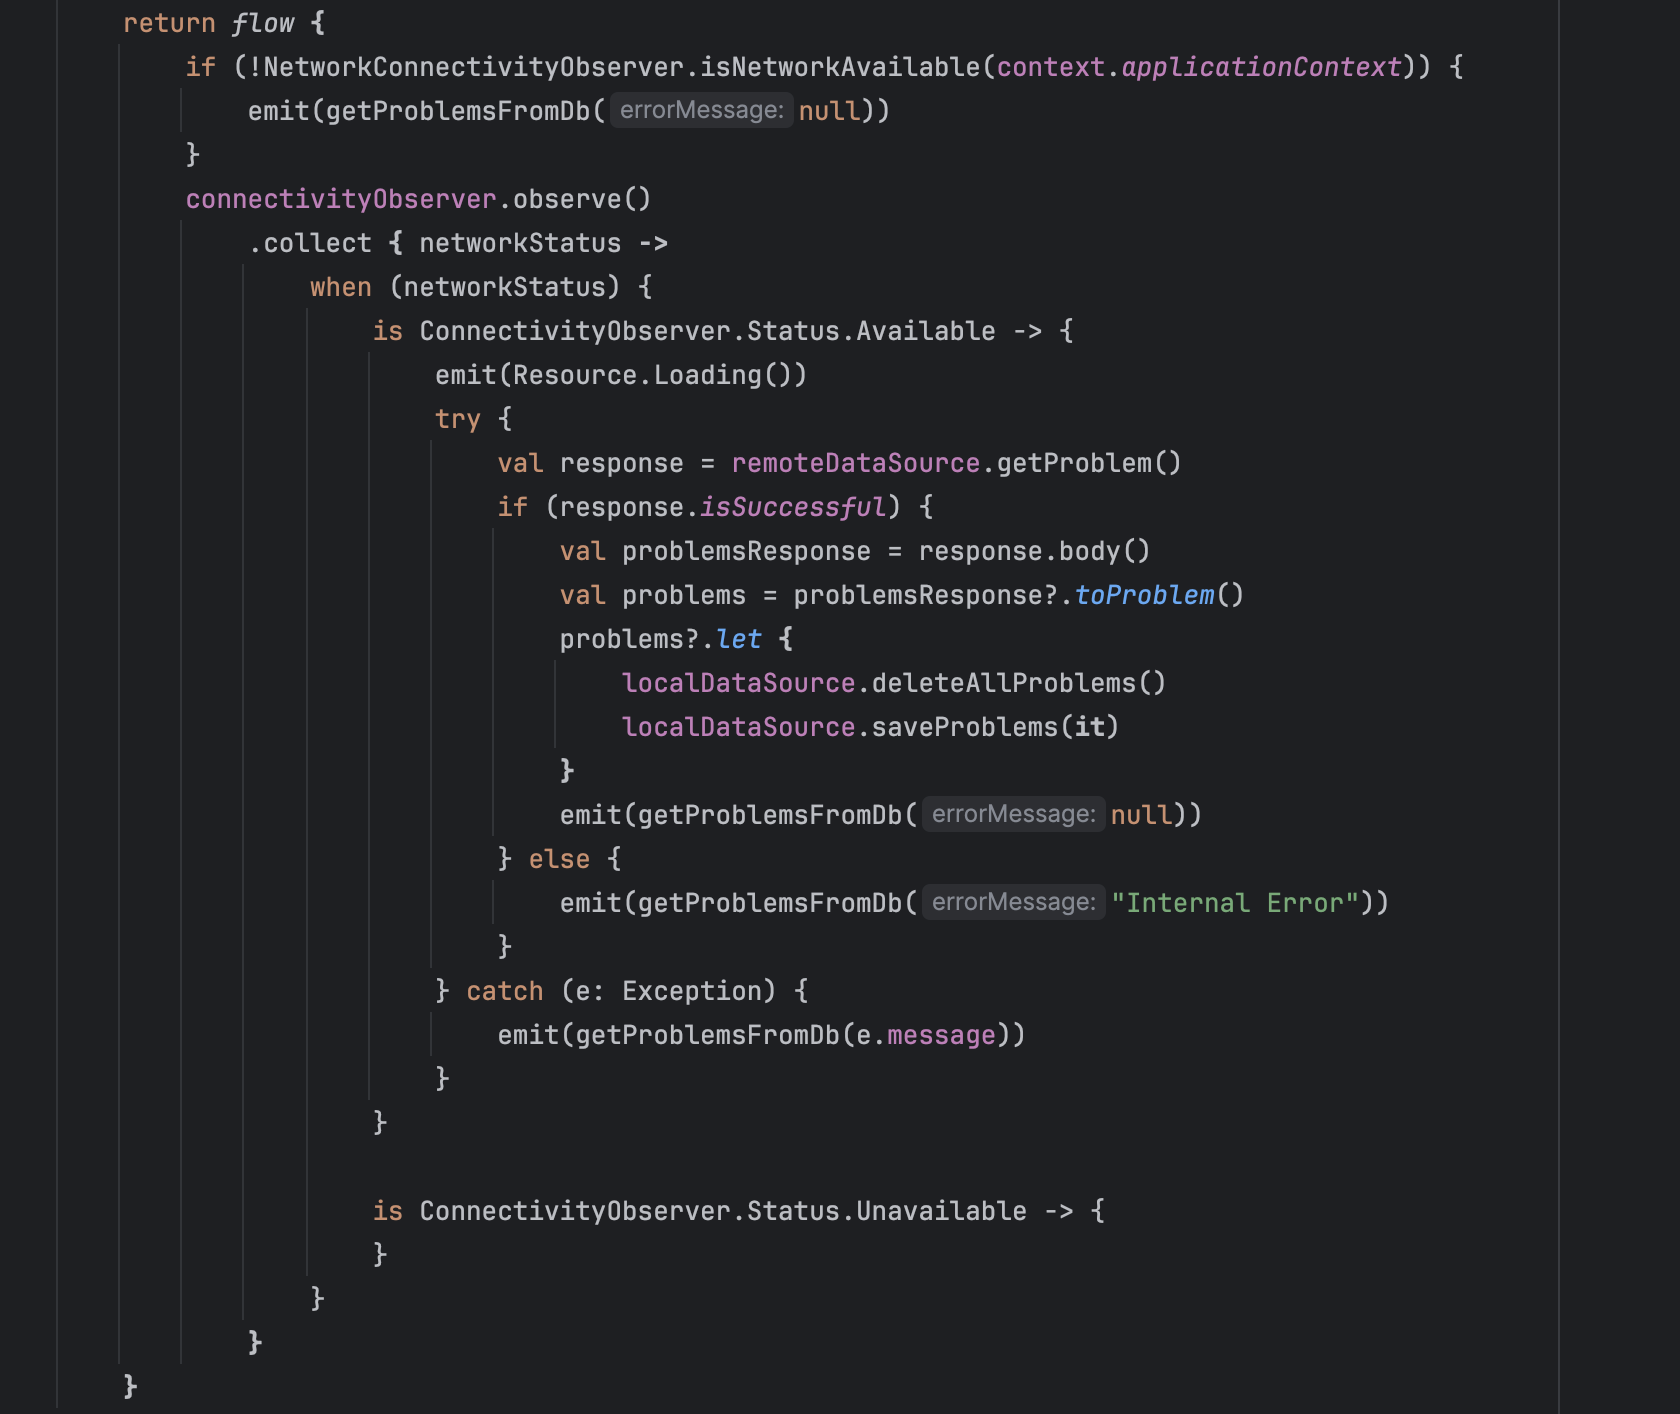 return flow {
if (!NetworkConnectivityObserver.isNetworkAvailable(context.applicationContext)) {
emit(getProblemsFromDb( errorMessage: null))
}
connectivityObserver.observe()
.collect { networkStatus ->
when (networkStatus) {
is ConnectivityObserver.Status.Available -> {
emit(Resource.Loading())
try {
val response = remoteDataSource.getProblem()
if (response.isSuccessful) {
val problemsResponse = response.body()
val problems = problemsResponse?.toProblem()
problems?.let {
localDataSource.deleteAllProblems()
localDataSource.saveProblems(it)
}
emit(getProblemsFromDb( errorMessage: null))
} else {
emit(getProblemsFromDb( errorMessage: "Internal Error"))
}
} catch (e: Exception) {
emit(getProblemsFromDb(e.message))
}
}
is ConnectivityObserver.Status.Unavailable -> {
}
}
}
}